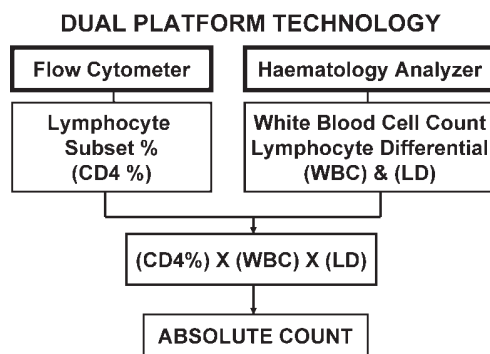 DUAL PLATFORM TECHNOLOGY
Flow Cytometer
Haematology Analyzer
Lymphocyte
Subset %
(CD4 %)
White Blood Cell Count
Lymphocyte Differential
(WBC) & (LD)
(CD4%) X (WBC) X (LD)
ABSOLUTE COUNT